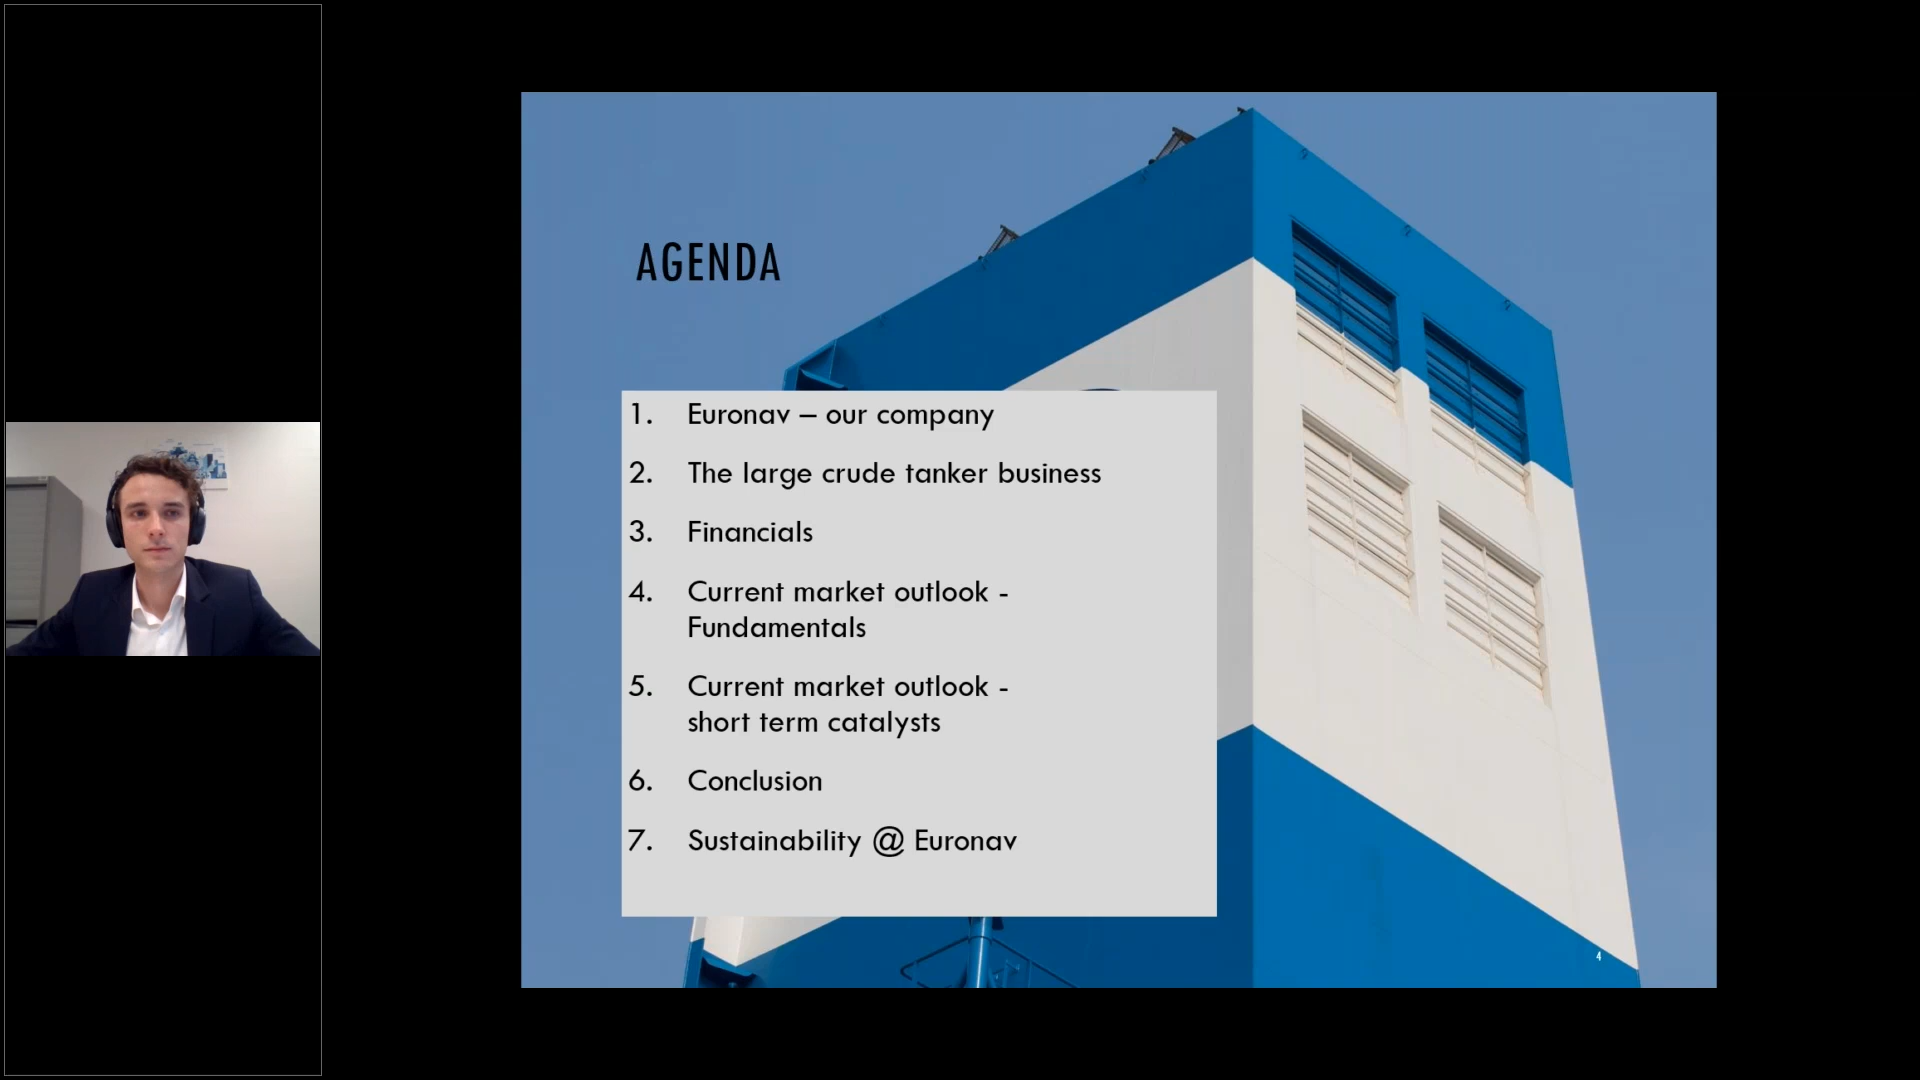 AGENDA
1. Euronav – our company
2. The large crude tanker business
3. Financials
4. Current market outlook -
Fundamentals
5. Current market outlook -
short term catalysts
6. Conclusion
7. Sustainability @ Euronav
4